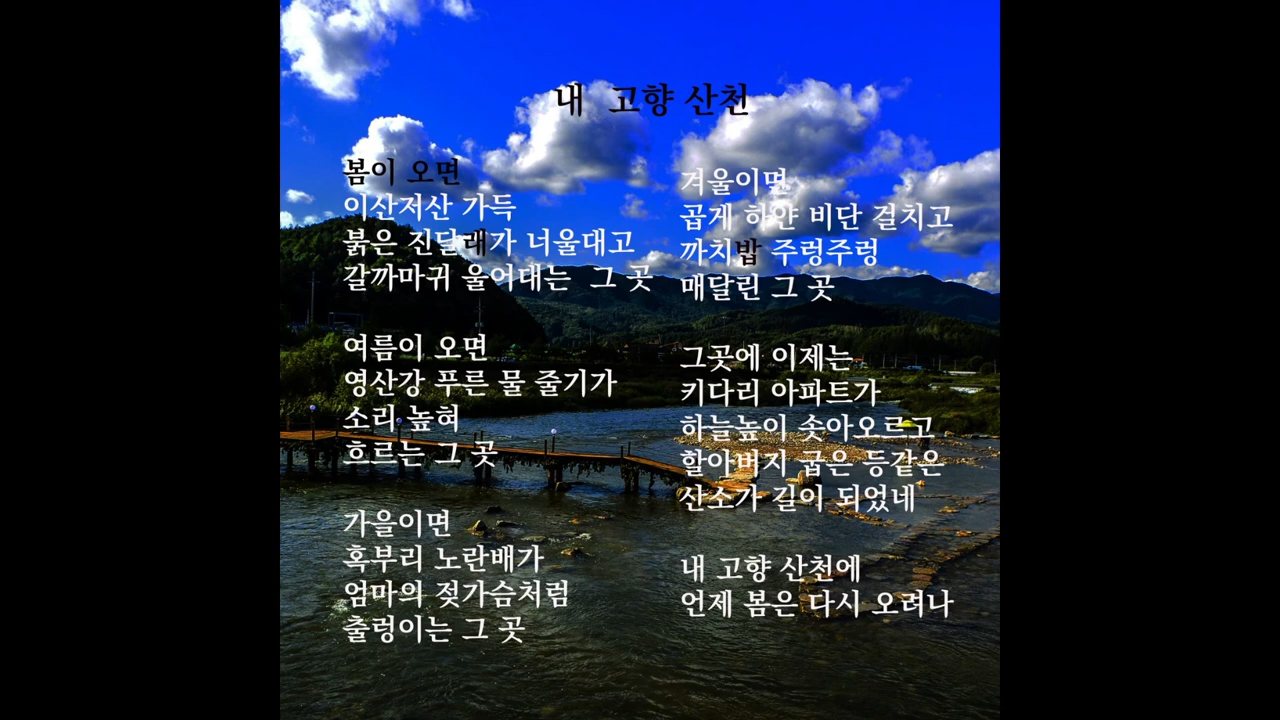 내 고향 산천
봄이 오면
이산저산 가득
붉은 진달래가 너울대고
갈까마귀 울어대는 그 곳
여름이 오면
영산강 푸른 물 줄기가
소리 높혀
흐르는 그 곳
가을이면
혹부리 노란배가
엄마의 젖가슴처럼
출렁이는 그 곳
겨울이면
곱게 하얀 비단 걸치고
까치밥 주렁주렁
매달린 그 곳
그곳에 이제는
키다리 아파트가
하늘높이 솟아오르고
할아버지 굽은 등같은
산소가 길이 되었네
내 고향 산천에
언제 봄은 다시 오려나